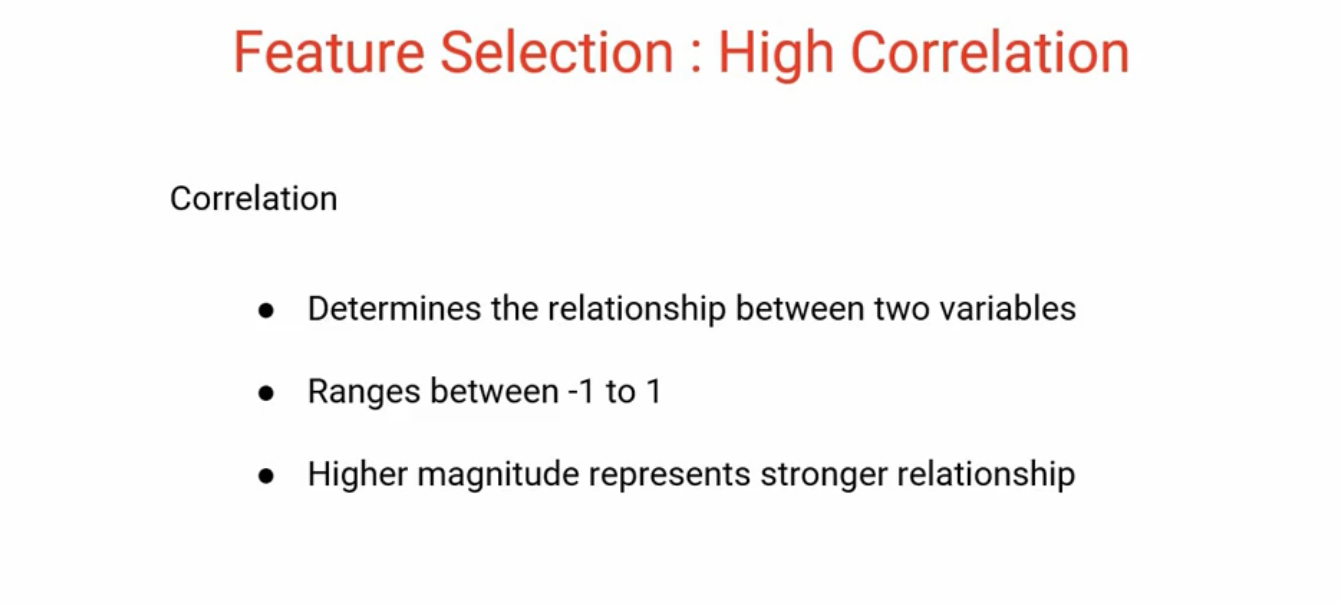 Feature Selection : High Correlation
Correlation
● Determines the relationship between two variables
● Ranges between -1 to 1
● Higher magnitude represents stronger relationship